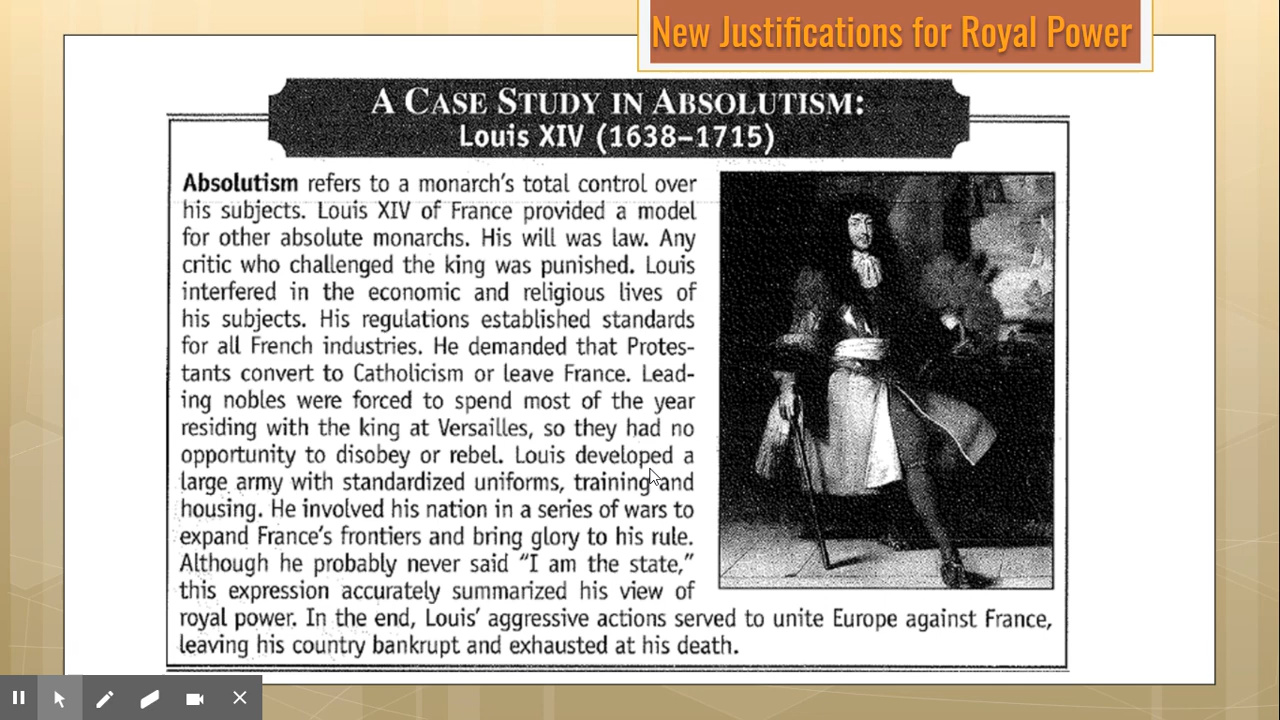 New Justifications for Royal Power
A CASE STUDY IN ABSOLUTISM:
Louis XIV (1638–1715)
Absolutism refers to a monarch's total control over
his subjects. Louis XIV of France provided a model
for other absolute monarchs. His will was law. Any
critic who challenged the king was punished. Louis
interfered in the economic and religious lives of
his subjects. His regulations established standards
for all French industries. He demanded that Protes-
tants convert to Catholicism or leave France. Lead-
ing nobles were forced to spend most of the year
residing with the king at Versailles, so they had no
opportunity to disobey or rebel. Louis developed a
large army with standardized uniforms, training and
housing. He involved his nation in a series of wars to
expand France's frontiers and bring glory to his rule.
Although he probably never said “I am the state,”
this expression accurately summarized his view of
royal power. In the end, Louis' aggressive actions served to unite Europe against France,
leaving his country bankrupt and exhausted at his death.